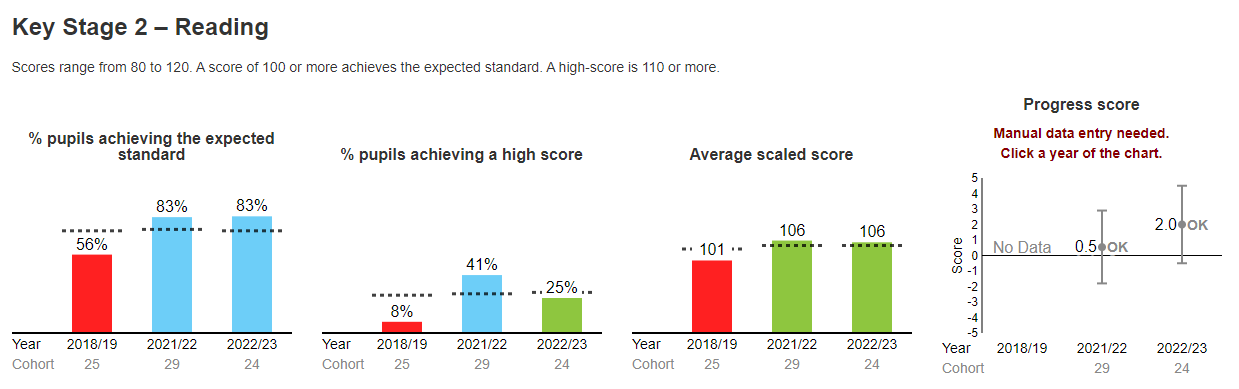 Key Stage 2 – Reading
Scores range from 80 to 120. A score of 100 or more achieves the expected standard. A high-score is 110 or more.
% pupils achieving the expected
standard
83%
83%
56%
Year 2018/19 2021/22 2022/23
Cohort 25 29 24
% pupils achieving a high score
41%
25%
8%
Year 2018/19 2021/22 2022/23
Cohort 25 29 24
Average scaled score
106
106
101
Year 2018/19 2021/22 2022/23
Cohort 25 29 24
Progress score
Manual data entry needed.
Click a year of the chart.
Score
5
4
3
2
1
0
-1
-2
-3
-4
-5
No Data
0.5 OK
2.0 OK
Year 2018/19 2021/22 2022/23
Cohort 29 24